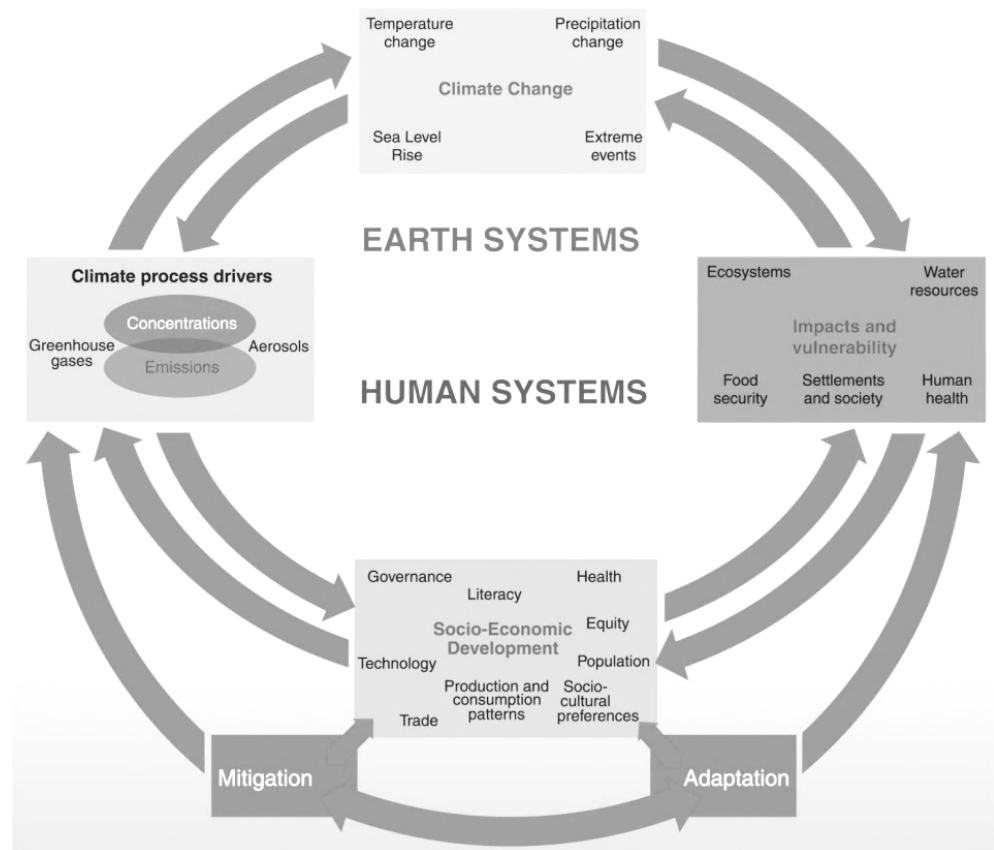 Temperature
change
Precipitation
change
Climate Change
Sea Level
Rise
Extreme
events
EARTH SYSTEMS
Climate process drivers
Concentrations
Greenhouse
gases
Aerosols
Emissions
Ecosystems
Water
resources
Impacts and
vulnerability
Food
security
Settlements
and society
Human
health
HUMAN SYSTEMS
Governance
Literacy
Health
Socio-Economic
Development
Equity
Technology
Population
Production and
consumption
patterns
Socio-
cultural
preferences
Trade
Mitigation
Adaptation